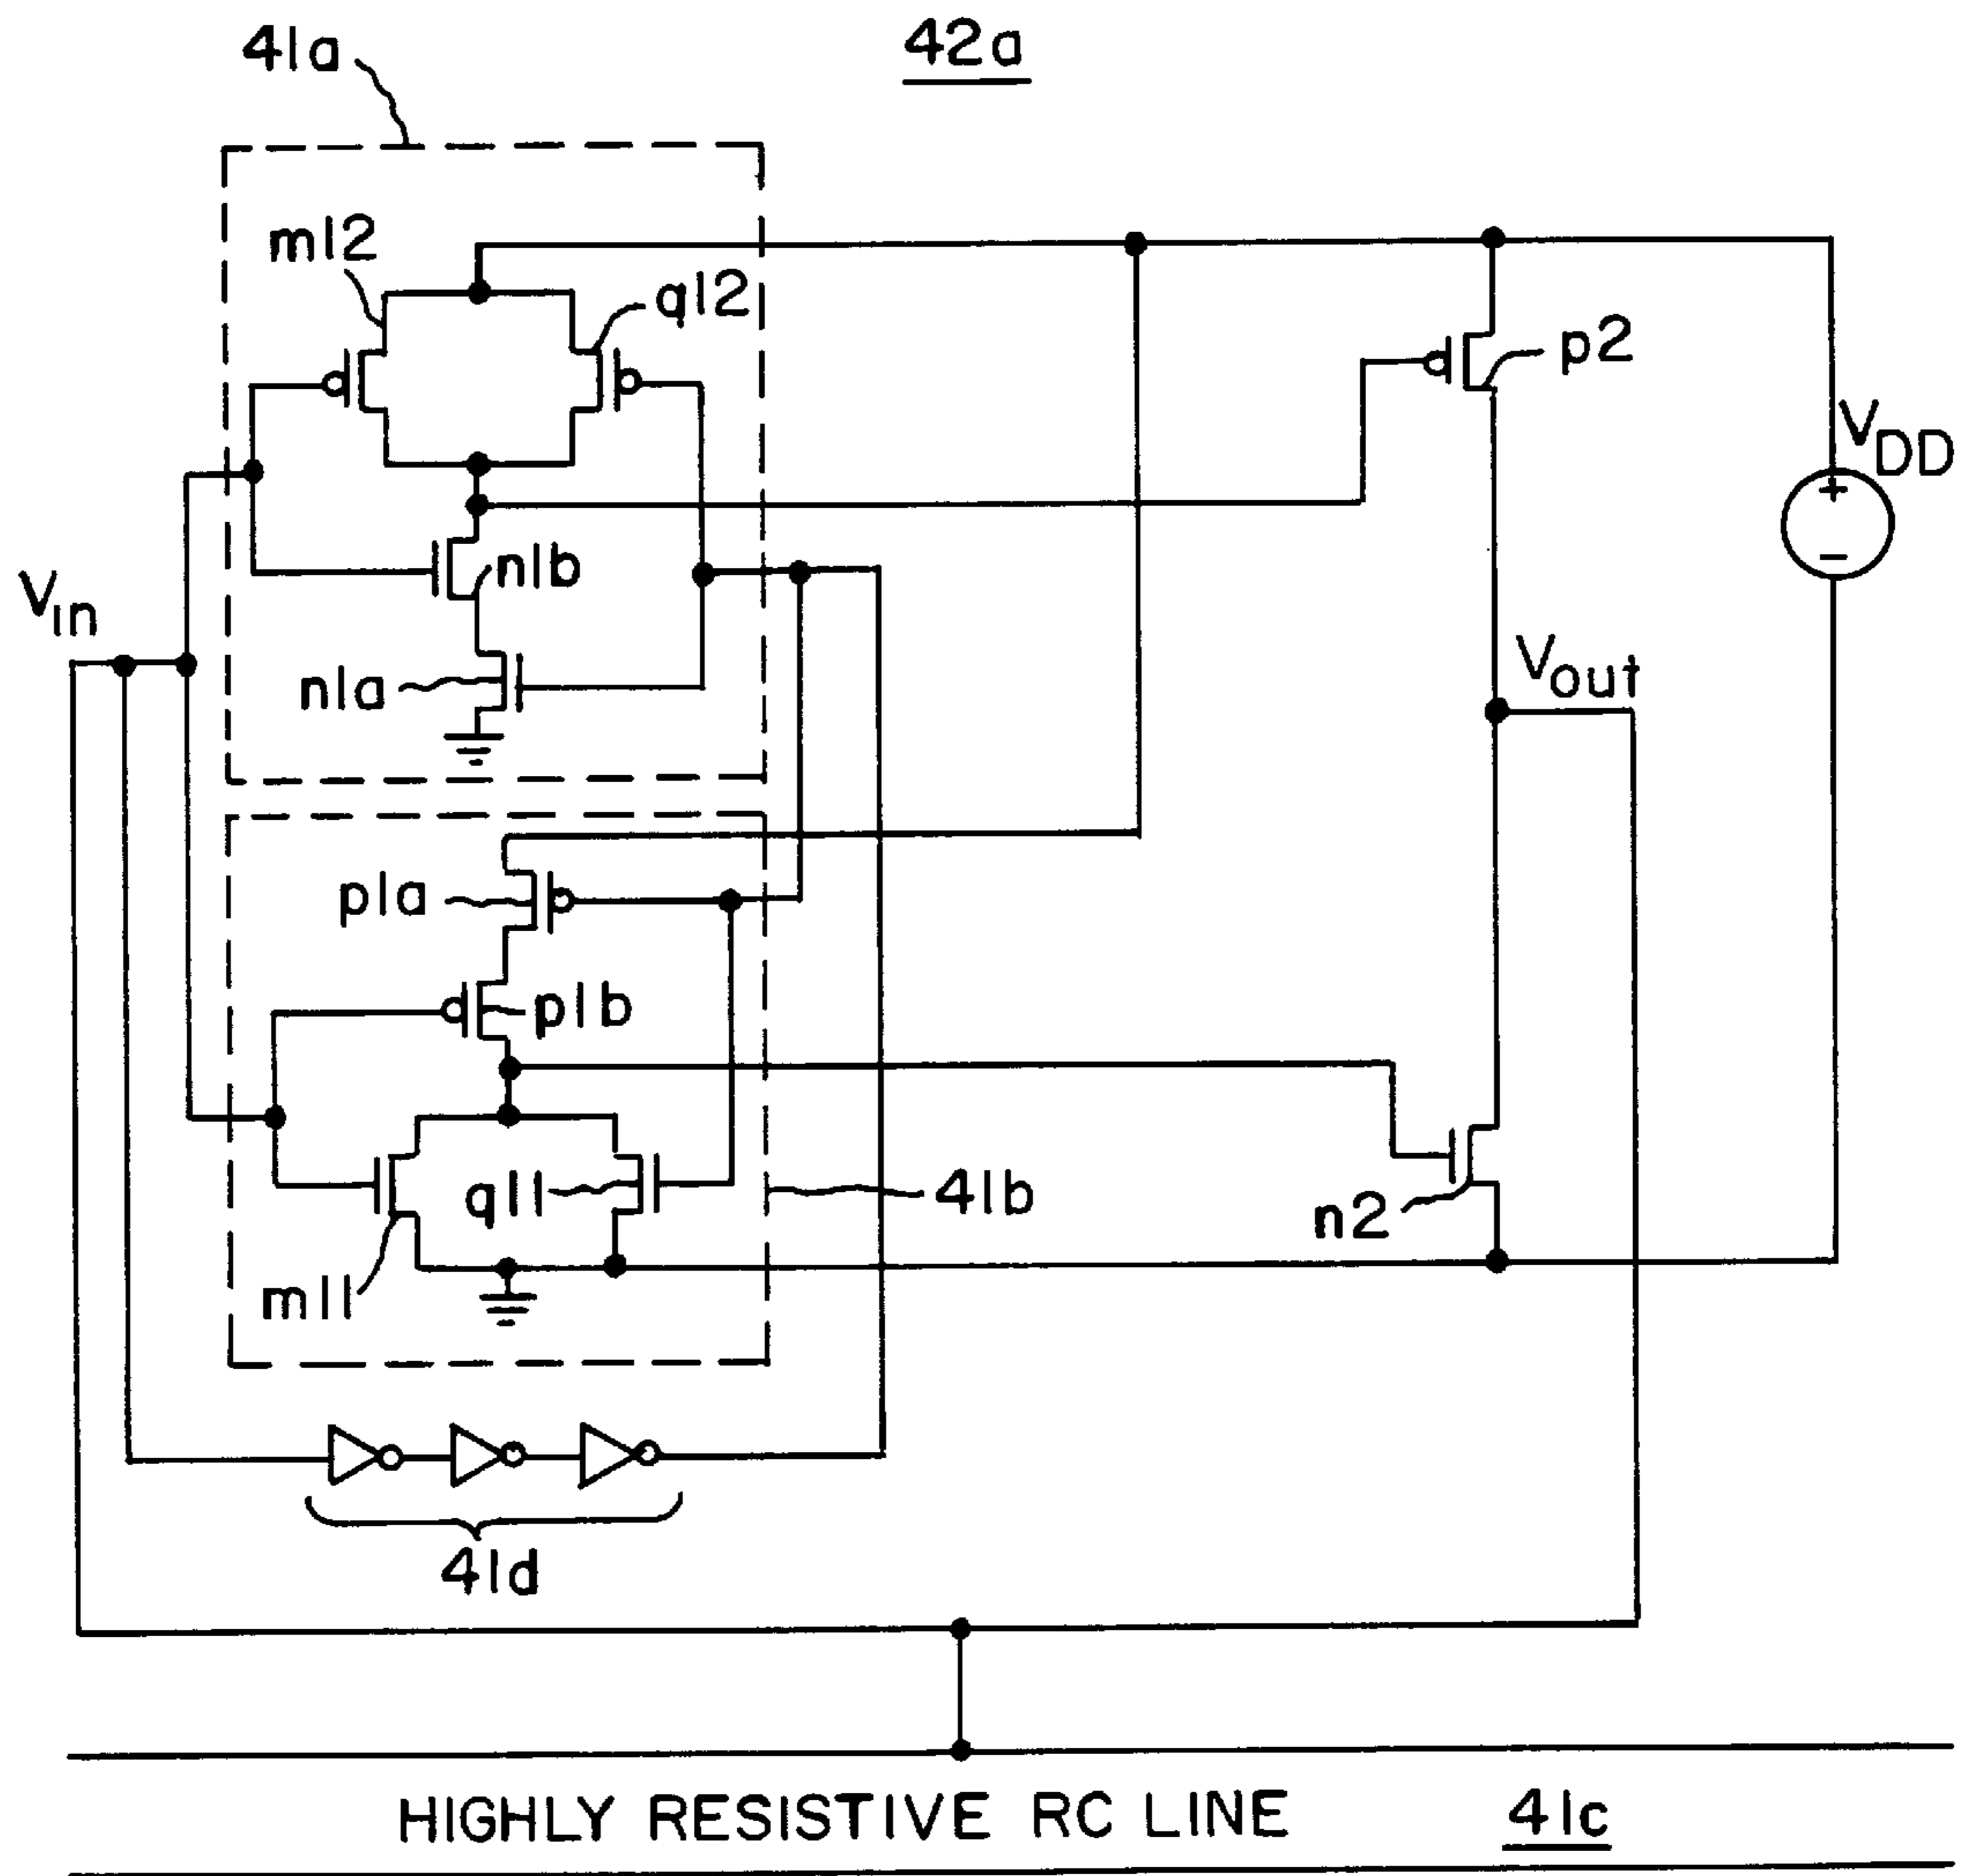 41a
42a
m12
q12
p2
VDD
+
−
n1b
Vin
n1a
Vout
p1a
p1b
q11
41b
n2
m11
41d
HIGHLY RESISTIVE RC LINE 41c